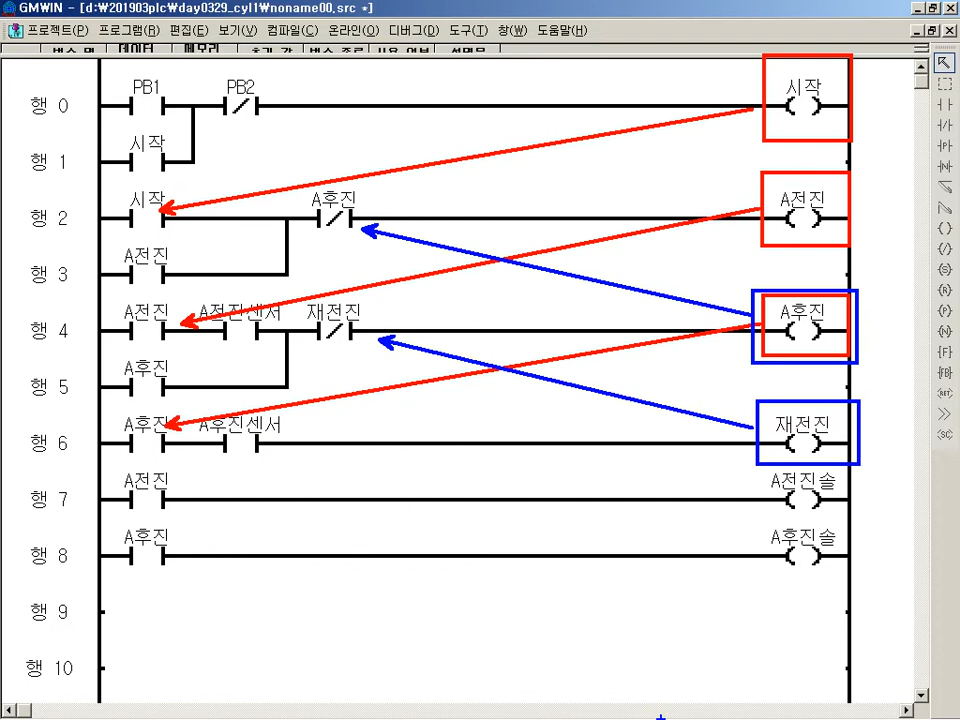 GMWIN - [d:\201903plc\day0329_cyl1\noname00.src *]
프로젝트(P) 프로그램(R) 편집(E) 보기(V) 컴파일(C) 온라인(O) 디버그(D) 도구(T) 창(W) 도움말(H)
PB1 PB2 시작
행 0
시작
행 1
시작 A후진 A전진
행 2
A전진
행 3
A전진 A전진센서 재전진 A후진
행 4
A후진
행 5
A후진 A후진센서 재전진
행 6
A전진 A전진솔
행 7
A후진 A후진솔
행 8
행 9
행 10